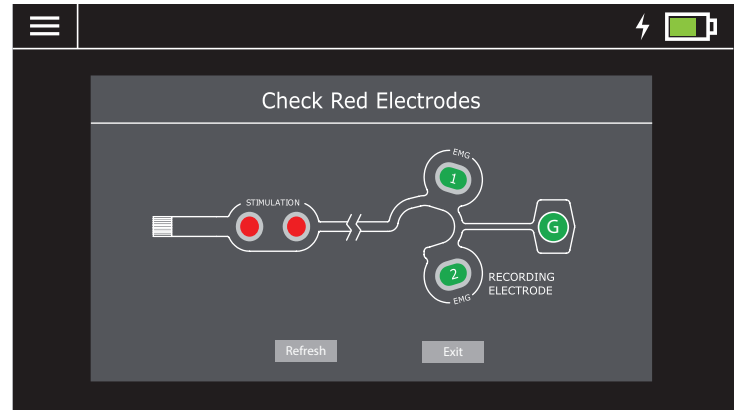 Check Red Electrodes
EMG
1
STIMULATION
G
2
RECORDING
ELECTRODE
EMG
Refresh
Exit